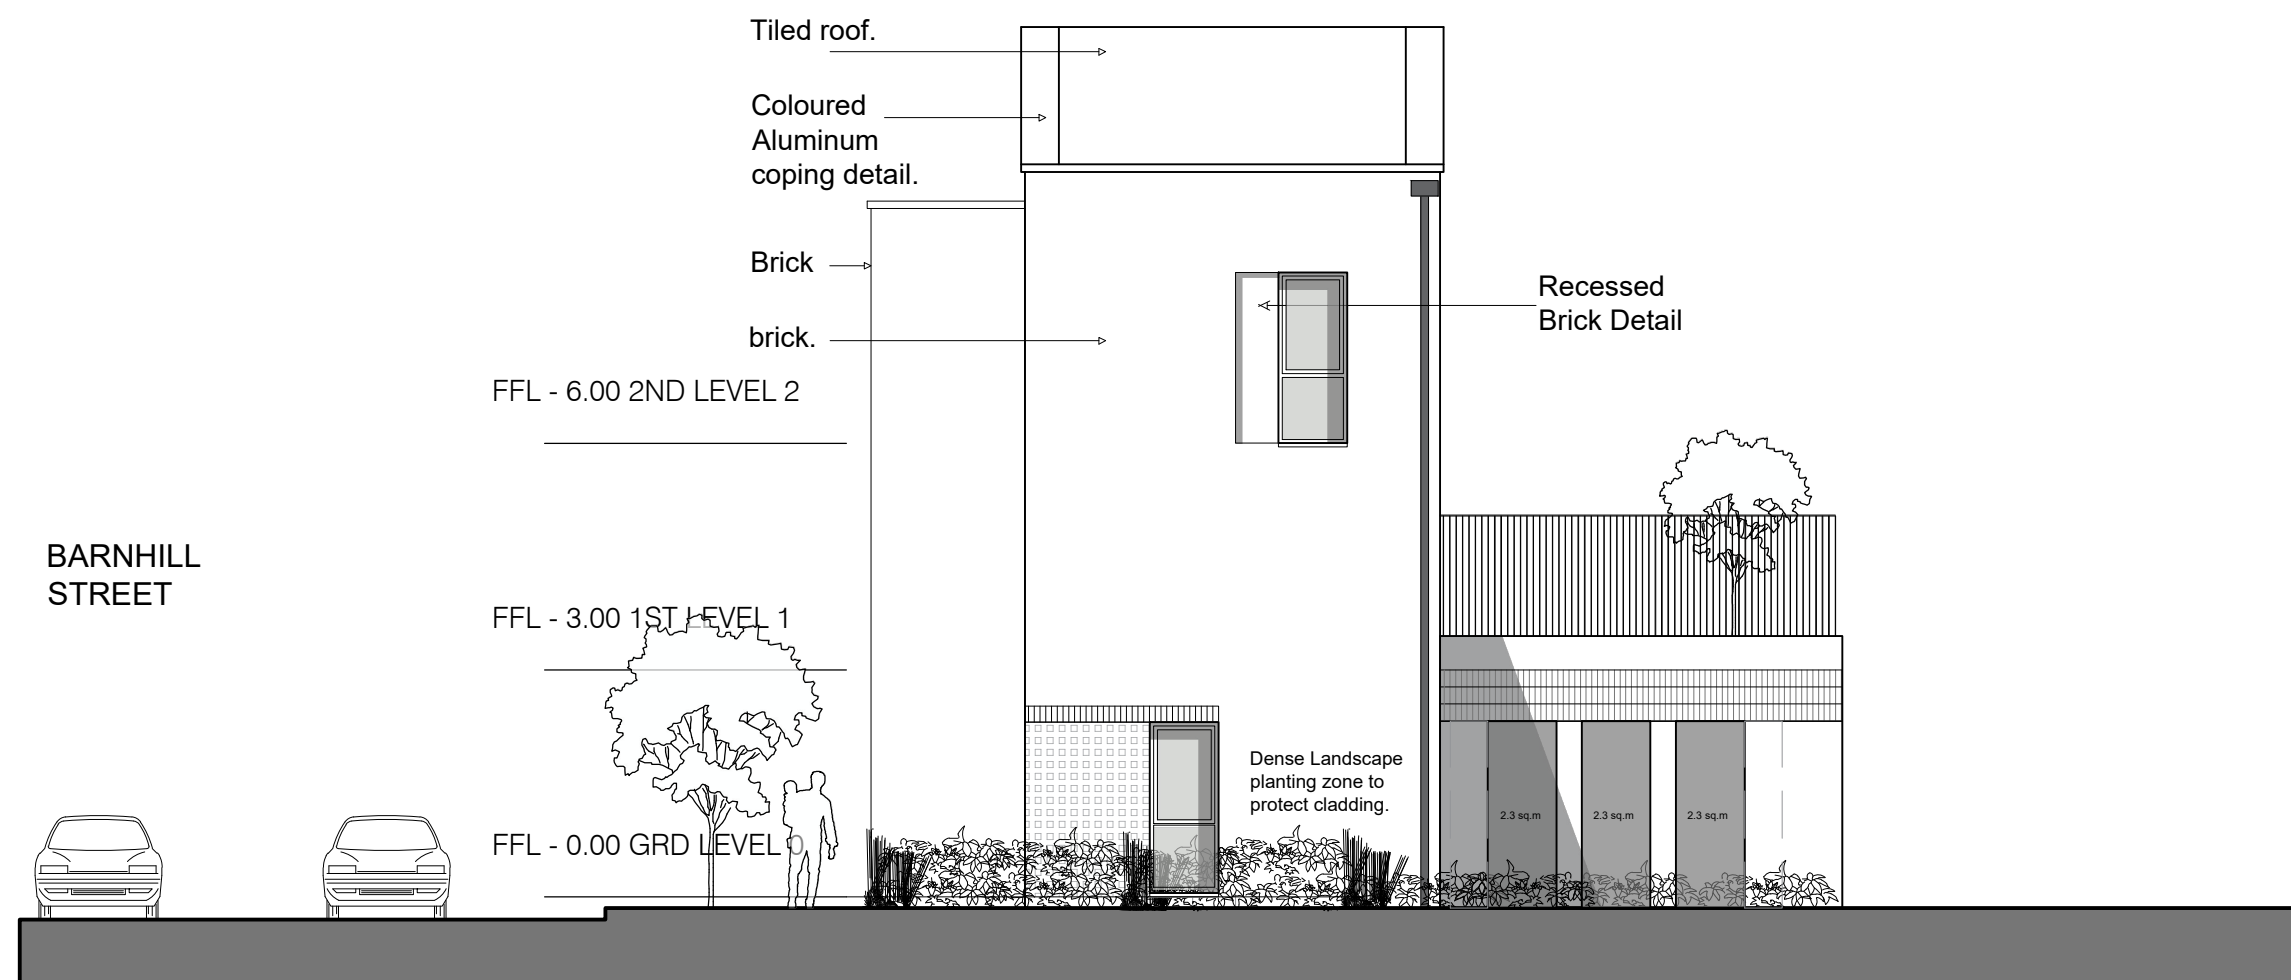 Tiled roof.
Coloured
Aluminum
coping detail.
Brick
brick.
Recessed
Brick Detail
FFL - 6.00 2ND LEVEL 2
BARNHILL
STREET
FFL - 3.00 1ST LEVEL 1
Dense Landscape
planting zone to
protect cladding.
2.3 sq.m
2.3 sq.m
2.3 sq.m
FFL - 0.00 GRD LEVEL 0